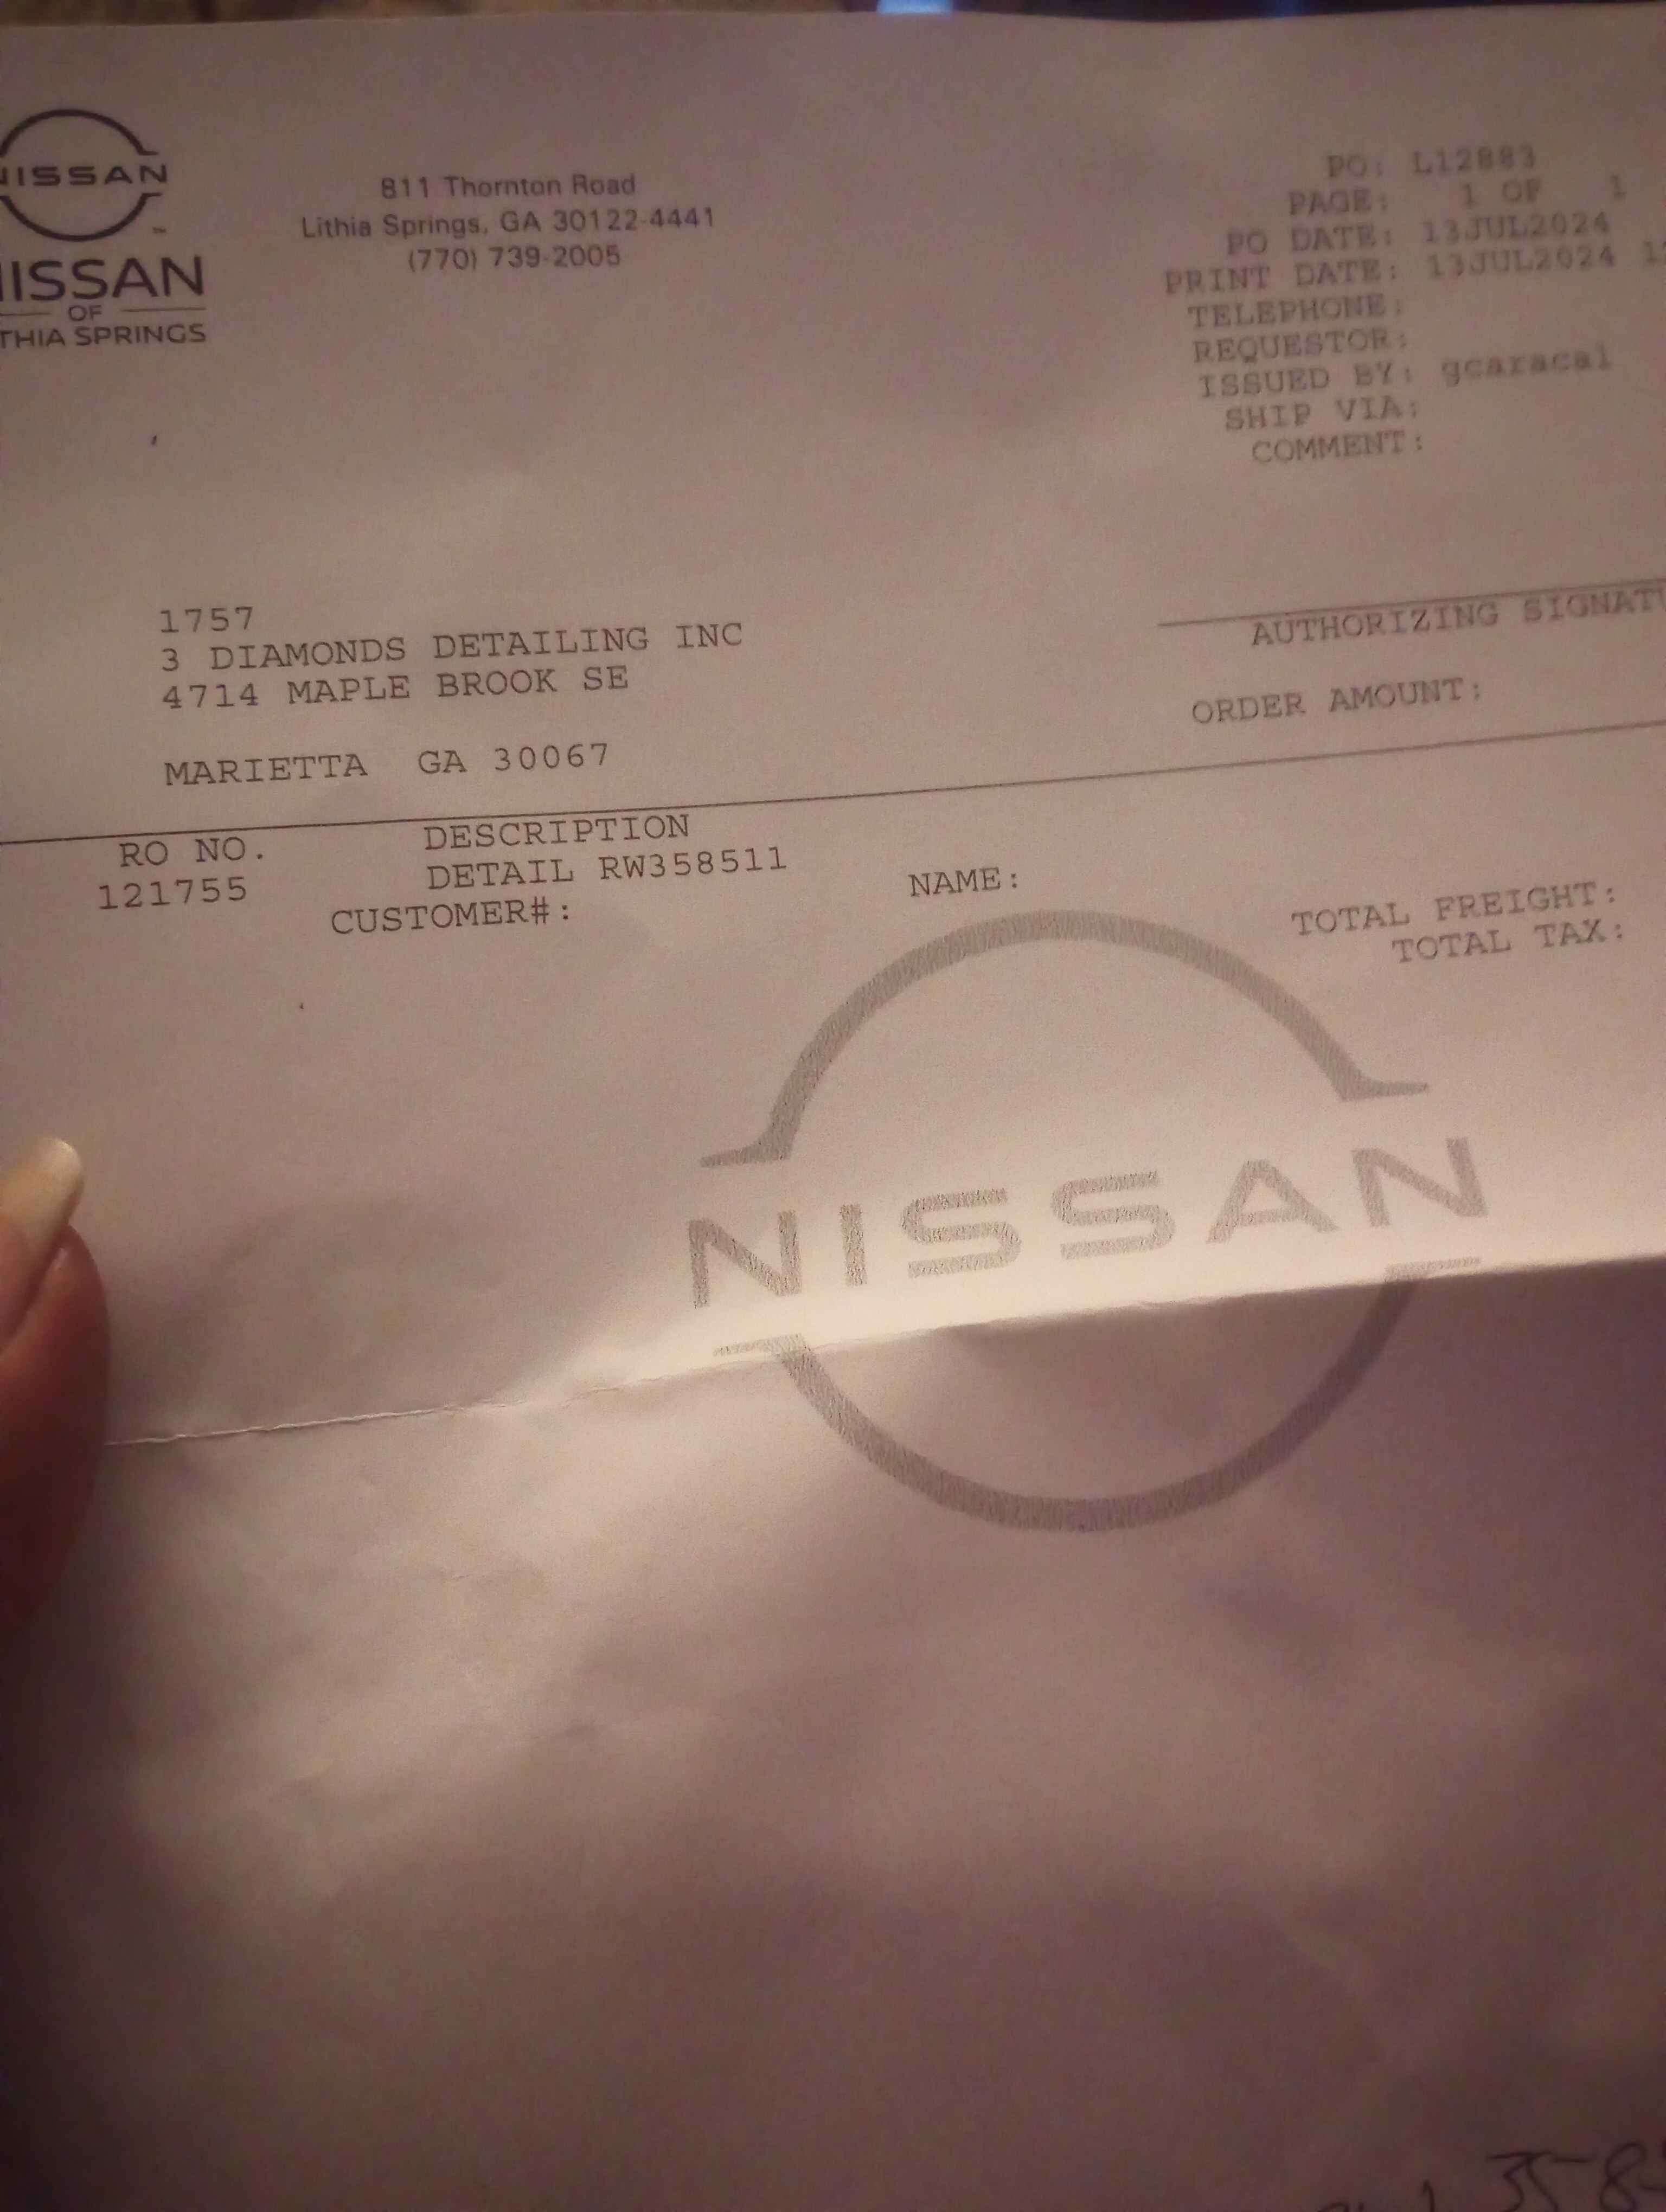 NISSAN
NISSAN
OF
THIA SPRINGS
811 Thornton Road
Lithia Springs, GA 30122-4441
(770) 739-2005
PO: L12883
PAGE: 1 OF 1
PO DATE: 13JUL2024
PRINT DATE: 13JUL2024
TELEPHONE:
REQUESTOR:
ISSUED BY: gcaracal
SHIP VIA:
COMMENT:
1757
3 DIAMONDS DETAILING INC
4714 MAPLE BROOK SE
MARIETTA GA 30067
AUTHORIZING SIGNATU
ORDER AMOUNT:
RO NO. DESCRIPTION
121755 DETAIL RW358511
CUSTOMER#: NAME:
TOTAL FREIGHT:
TOTAL TAX:
NISSAN